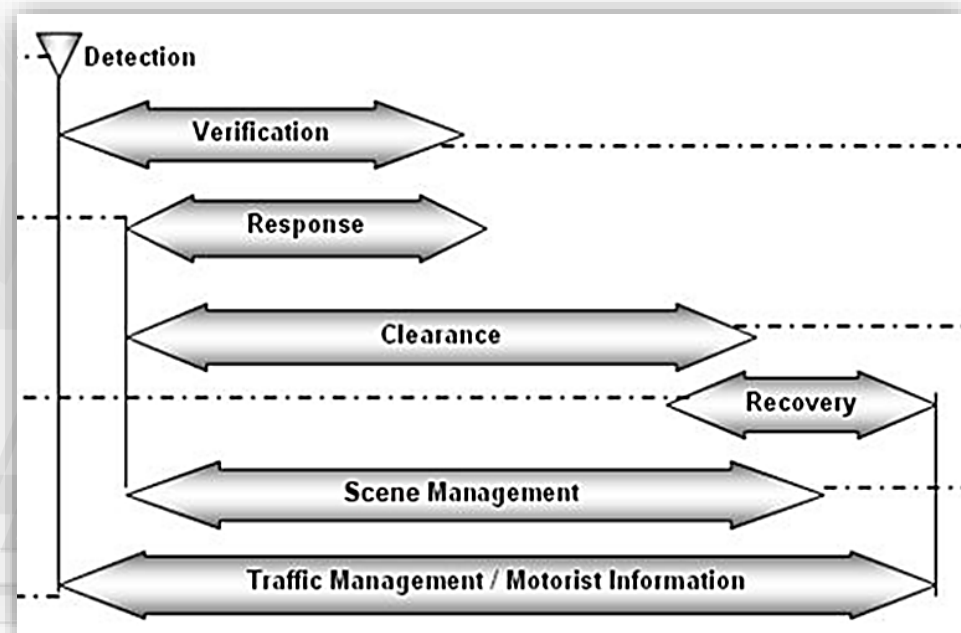 Detection
Verification
Response
Clearance
Recovery
Scene Management
Traffic Management / Motorist Information